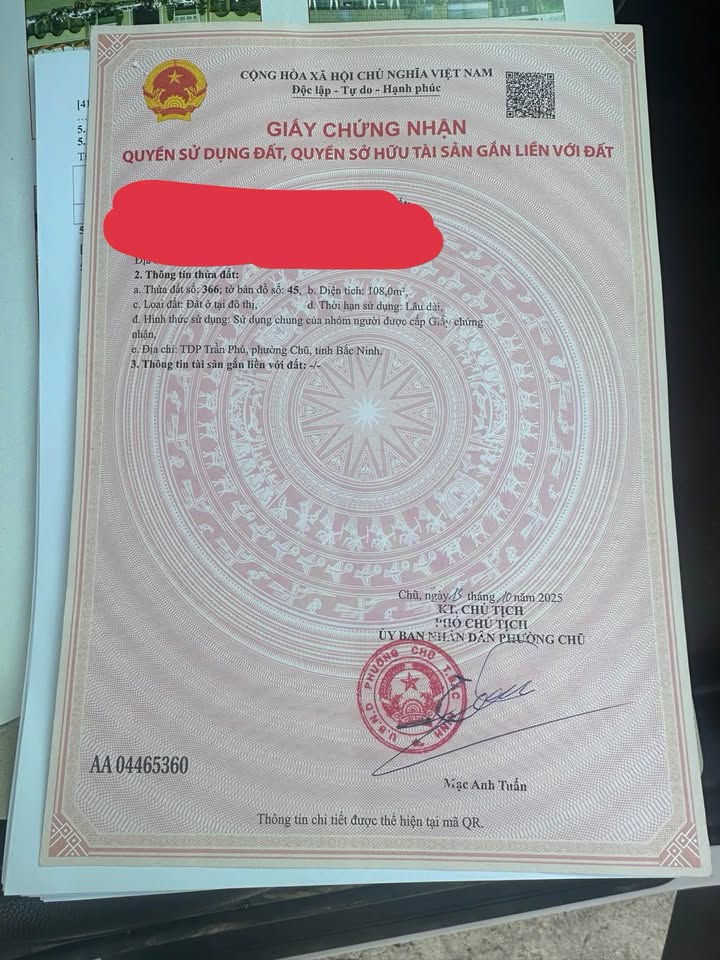 CỘNG HÒA XÃ HỘI CHỦ NGHĨA VIỆT NAM
Độc lập - Tự do - Hạnh phúc
GIẤY CHỨNG NHẬN
QUYỀN SỬ DỤNG ĐẤT, QUYỀN SỞ HỮU TÀI SẢN GẮN LIỀN VỚI ĐẤT
2. Thông tin thửa đất:
a. Thửa đất số: 366; tờ bản đồ số: 45, b. Diện tích: 108,0m²,
c. Loại đất: Đất ở tại đô thị, d. Thời hạn sử dụng: Lâu dài,
đ. Hình thức sử dụng: Sử dụng chung của nhóm người được cấp Giấy chứng
nhận,
e. Địa chỉ: TDP Trần Phú, phường Chũ, tỉnh Bắc Ninh.
3. Thông tin tài sản gắn liền với đất: -/-
Chũ, ngày 13 tháng 10 năm 2025
KT. CHỦ TỊCH
PHÓ CHỦ TỊCH
ỦY BAN NHÂN DÂN PHƯỜNG CHŨ
U.B.N.D PHƯỜNG CHŨ T. BẮC NINH
Mạc Anh Tuấn
AA 04465360
Thông tin chi tiết được thể hiện tại mã QR.